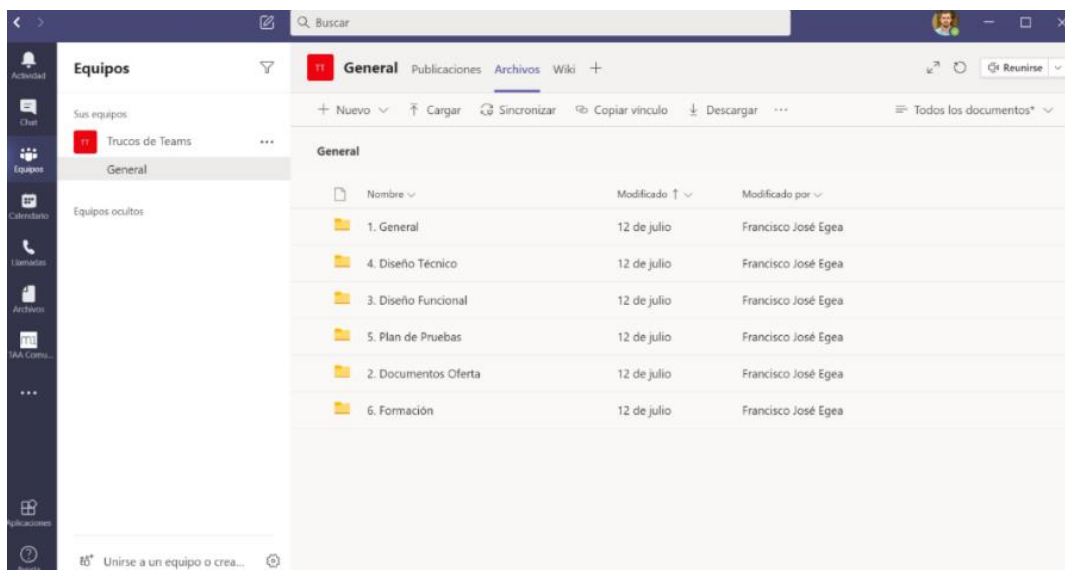 Buscar
Actividad
Chat
Equipos
Calendario
Llamadas
Archivos
Aplicaciones
Equipos
Sus equipos
TT Trucos de Teams
General
Equipos ocultos
Unirse a un equipo o crea...
TT General Publicaciones Archivos Wiki
Reunirse
Nuevo Cargar Sincronizar Copiar vínculo Descargar ... Todos los documentos*
General
Nombre Modificado ↑ Modificado por
1. General 12 de julio Francisco José Egea
4. Diseño Técnico 12 de julio Francisco José Egea
3. Diseño Funcional 12 de julio Francisco José Egea
5. Plan de Pruebas 12 de julio Francisco José Egea
2. Documentos Oferta 12 de julio Francisco José Egea
6. Formación 12 de julio Francisco José Egea